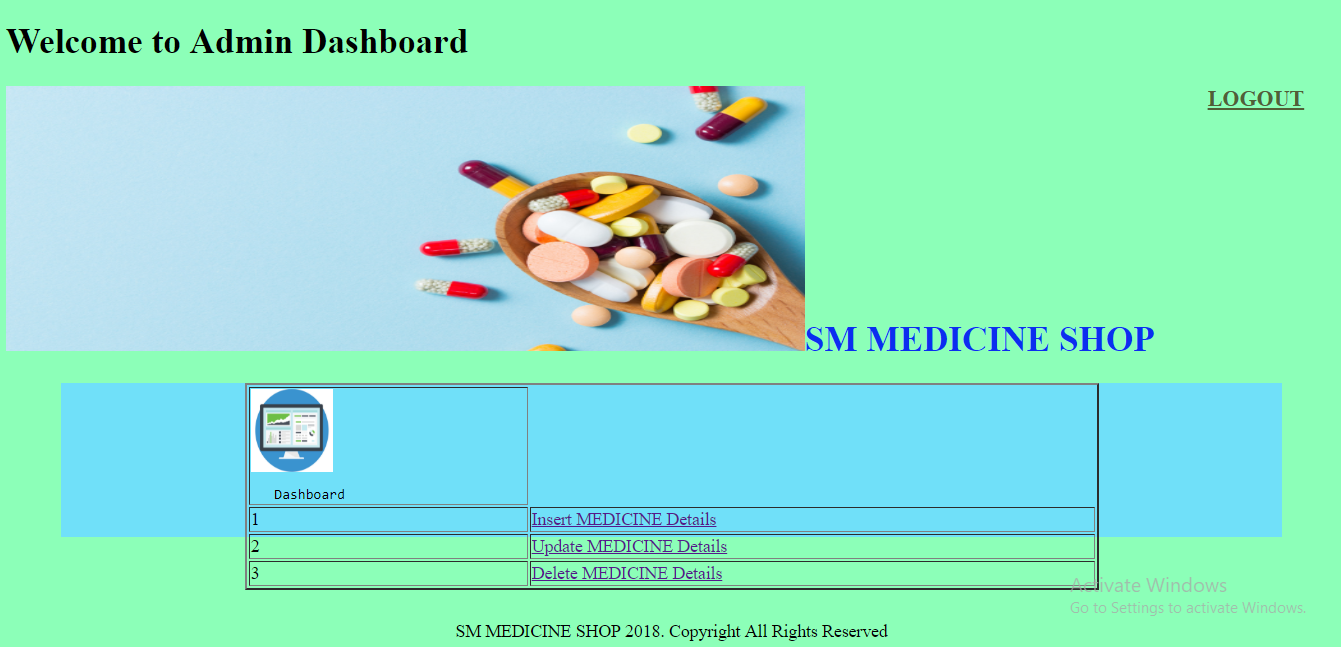 Welcome to Admin Dashboard
LOGOUT
SM MEDICINE SHOP
Dashboard
1 Insert MEDICINE Details
2 Update MEDICINE Details
3 Delete MEDICINE Details
Activate Windows
Go to Settings to activate Windows.
SM MEDICINE SHOP 2018. Copyright All Rights Reserved